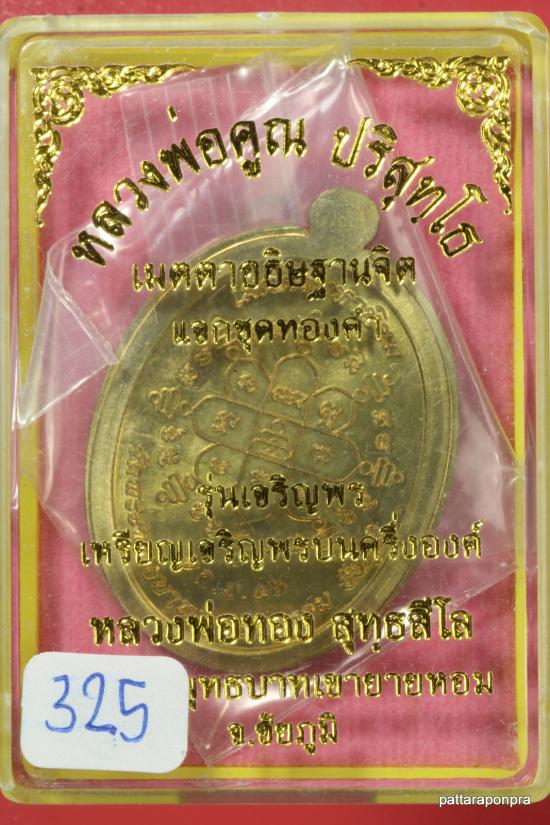 หลวงพ่อคูณ ปริสุทฺโธ
เมตตาอธิษฐานจิต
แจกชุดทองคำ
รุ่นเจริญพร
เหรียญเจริญพรบนครึ่งองค์
หลวงพ่อทอง สุทฺธสีโล
พุทธบาทเขายายหอม
จ.ชัยภูมิ
325
pattaraponpra